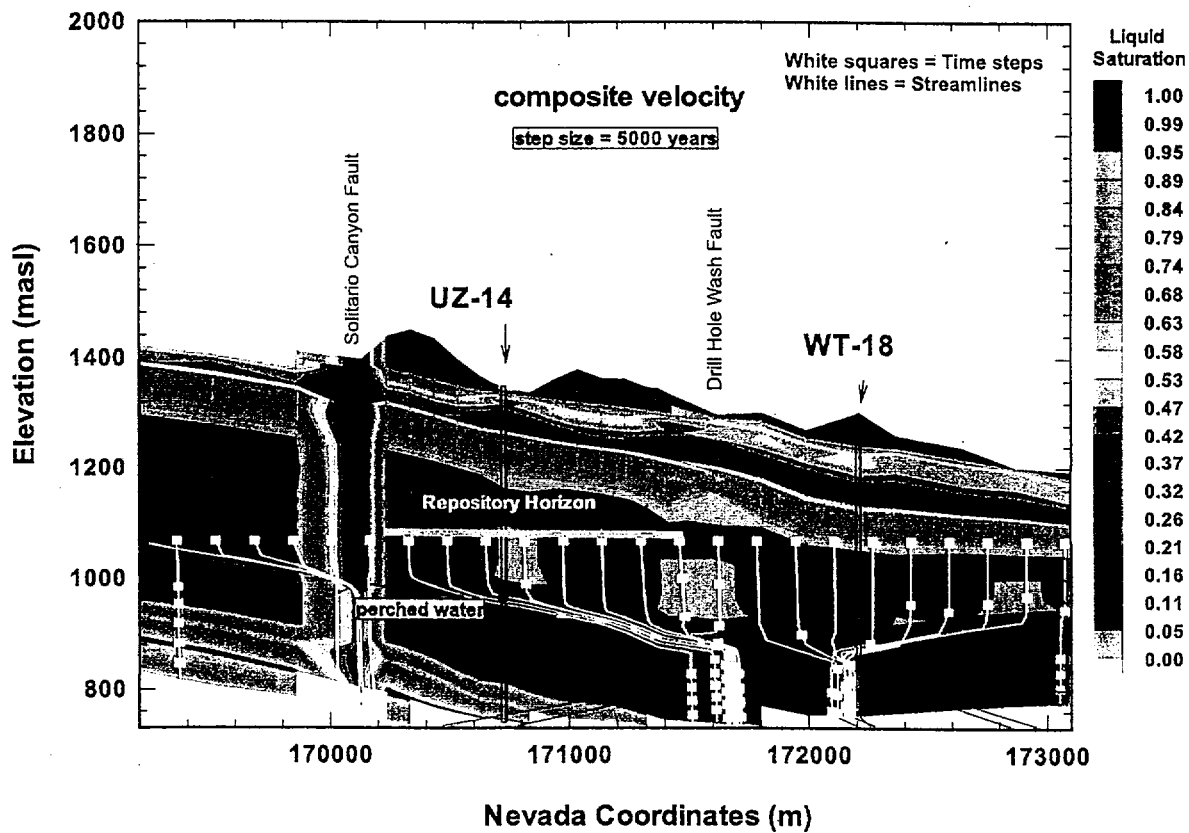 2000
1800
1600
1400
1200
1000
800
Elevation (masl)
White squares = Time steps
White lines = Streamlines
composite velocity
step size = 5000 years
Solitario Canyon Fault
UZ-14
Drill Hole Wash Fault
WT-18
Repository Horizon
perched water
170000
171000
172000
173000
Nevada Coordinates (m)
Liquid
Saturation
1.00
0.99
0.95
0.89
0.84
0.79
0.74
0.68
0.63
0.58
0.53
0.47
0.42
0.37
0.32
0.26
0.21
0.16
0.11
0.05
0.00